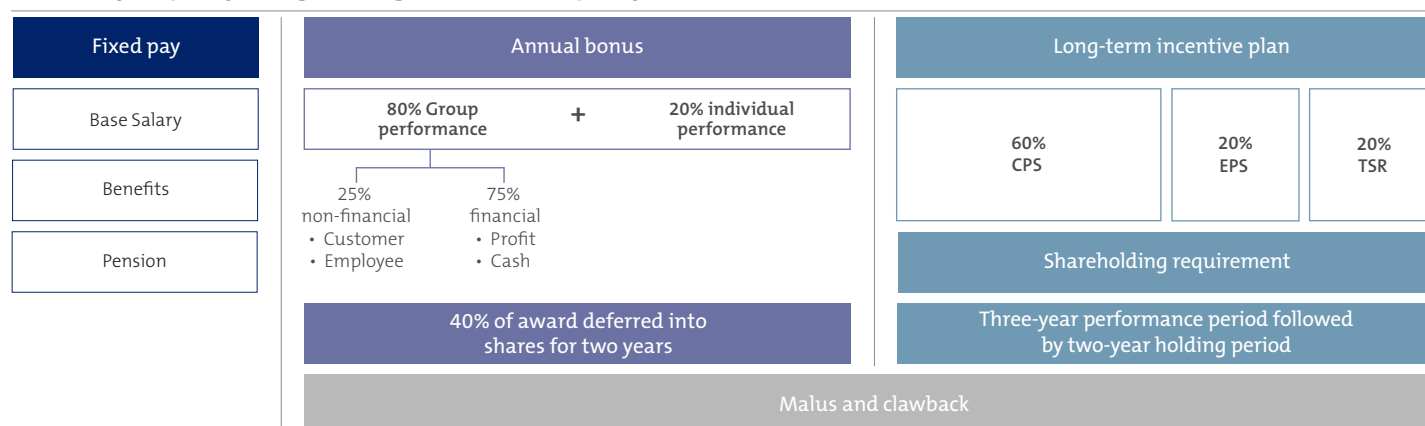 Fixed pay
Base Salary
Benefits
Pension
Annual bonus
80% Group
performance
+
20% individual
performance
25%
non-financial
• Customer
• Employee
75%
financial
• Profit
• Cash
40% of award deferred into
shares for two years
Long-term incentive plan
60%
CPS
20%
EPS
20%
TSR
Shareholding requirement
Three-year performance period followed
by two-year holding period
Malus and clawback